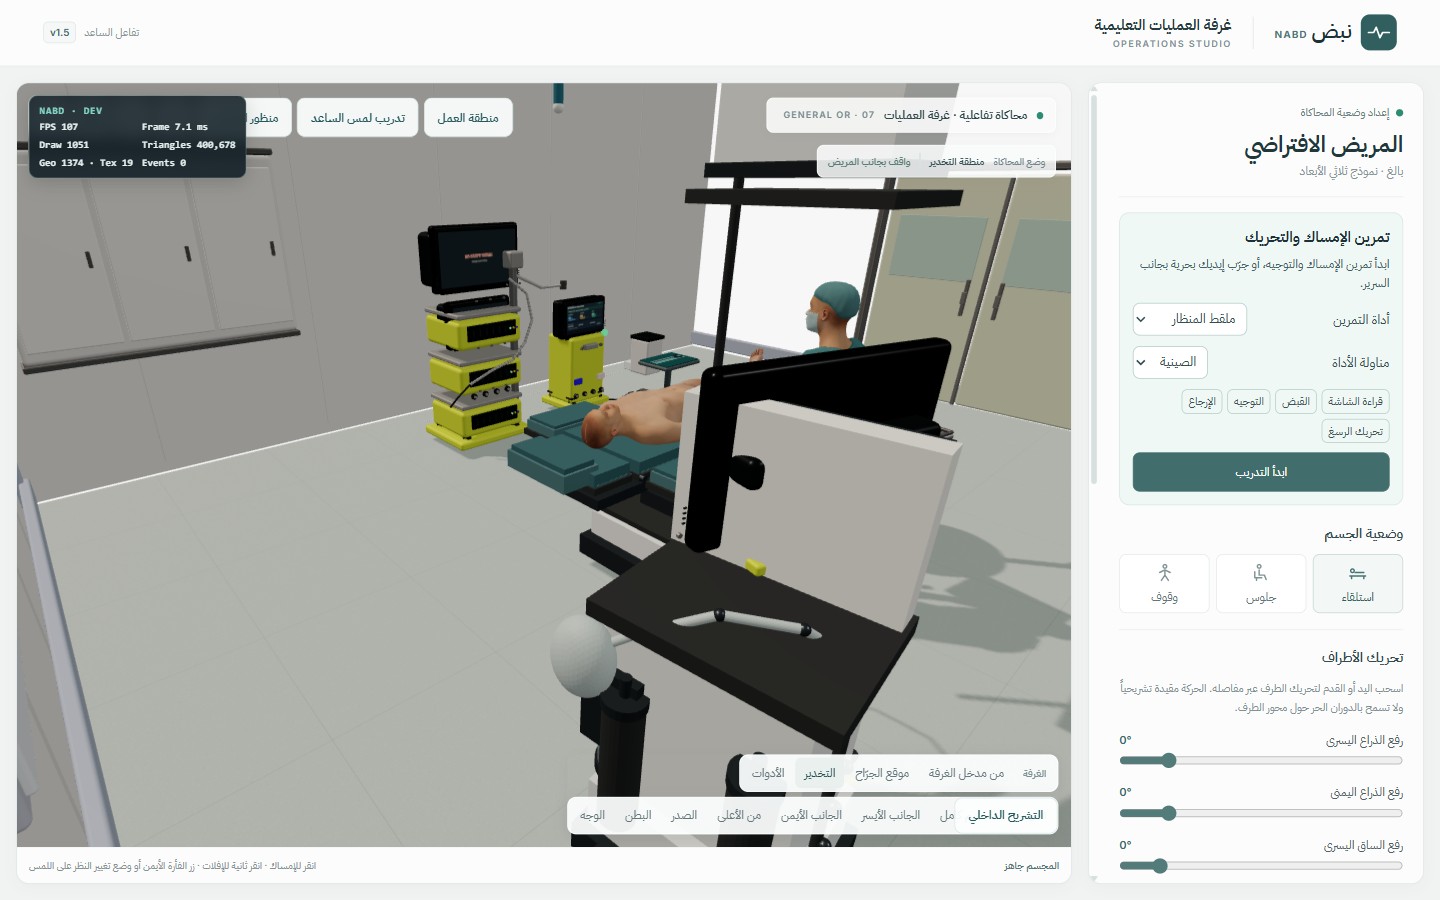 نبض NABD
غرفة العمليات التعليمية
OPERATIONS STUDIO
تفاعل الساعد v1.5
إعداد وضعية المحاكاة
المريض الافتراضي
بالغ · نموذج ثلاثي الأبعاد
تمرين الإمساك والتحريك
ابدأ تمرين الإمساك والتوجيه، أو جرّب إيديك بحرية بجانب
السرير.
أداة التمرين ملقط المنظار
مناولة الأداة الصينية
قراءة الشاشة القبض التوجيه الإرجاع
تحريك الرسغ
ابدأ التدريب
وضعية الجسم
استلقاء جلوس وقوف
تحريك الأطراف
اسحب اليد أو القدم لتحريك الطرف عبر مفاصله. الحركة مقيدة تشريحياً
ولا تسمح بالدوران الحر حول محور الطرف.
رفع الذراع اليسرى 0°
رفع الذراع اليمنى 0°
رفع الساق اليسرى 0°
محاكاة تفاعلية · غرفة العمليات GENERAL OR · 07
وضع المحاكاة منطقة التخدير واقف بجانب المريض
منطقة العمل تدريب لمس الساعد منظور
NABD · DEV
FPS 107 Frame 7.1 ms
Draw 1051 Triangles 400,678
Geo 1374 · Tex 19 Events 0
الغرفة من مدخل الغرفة موقع الجرّاح التخدير الأدوات
التشريح الداخلي مل الجانب الأيسر الجانب الأيمن من الأعلى الصدر البطن الوجه
المجسم جاهز
انقر للإمساك · انقر ثانية للإفلات · زر الفأرة الأيمن أو وضع تغيير النظر على اللمس